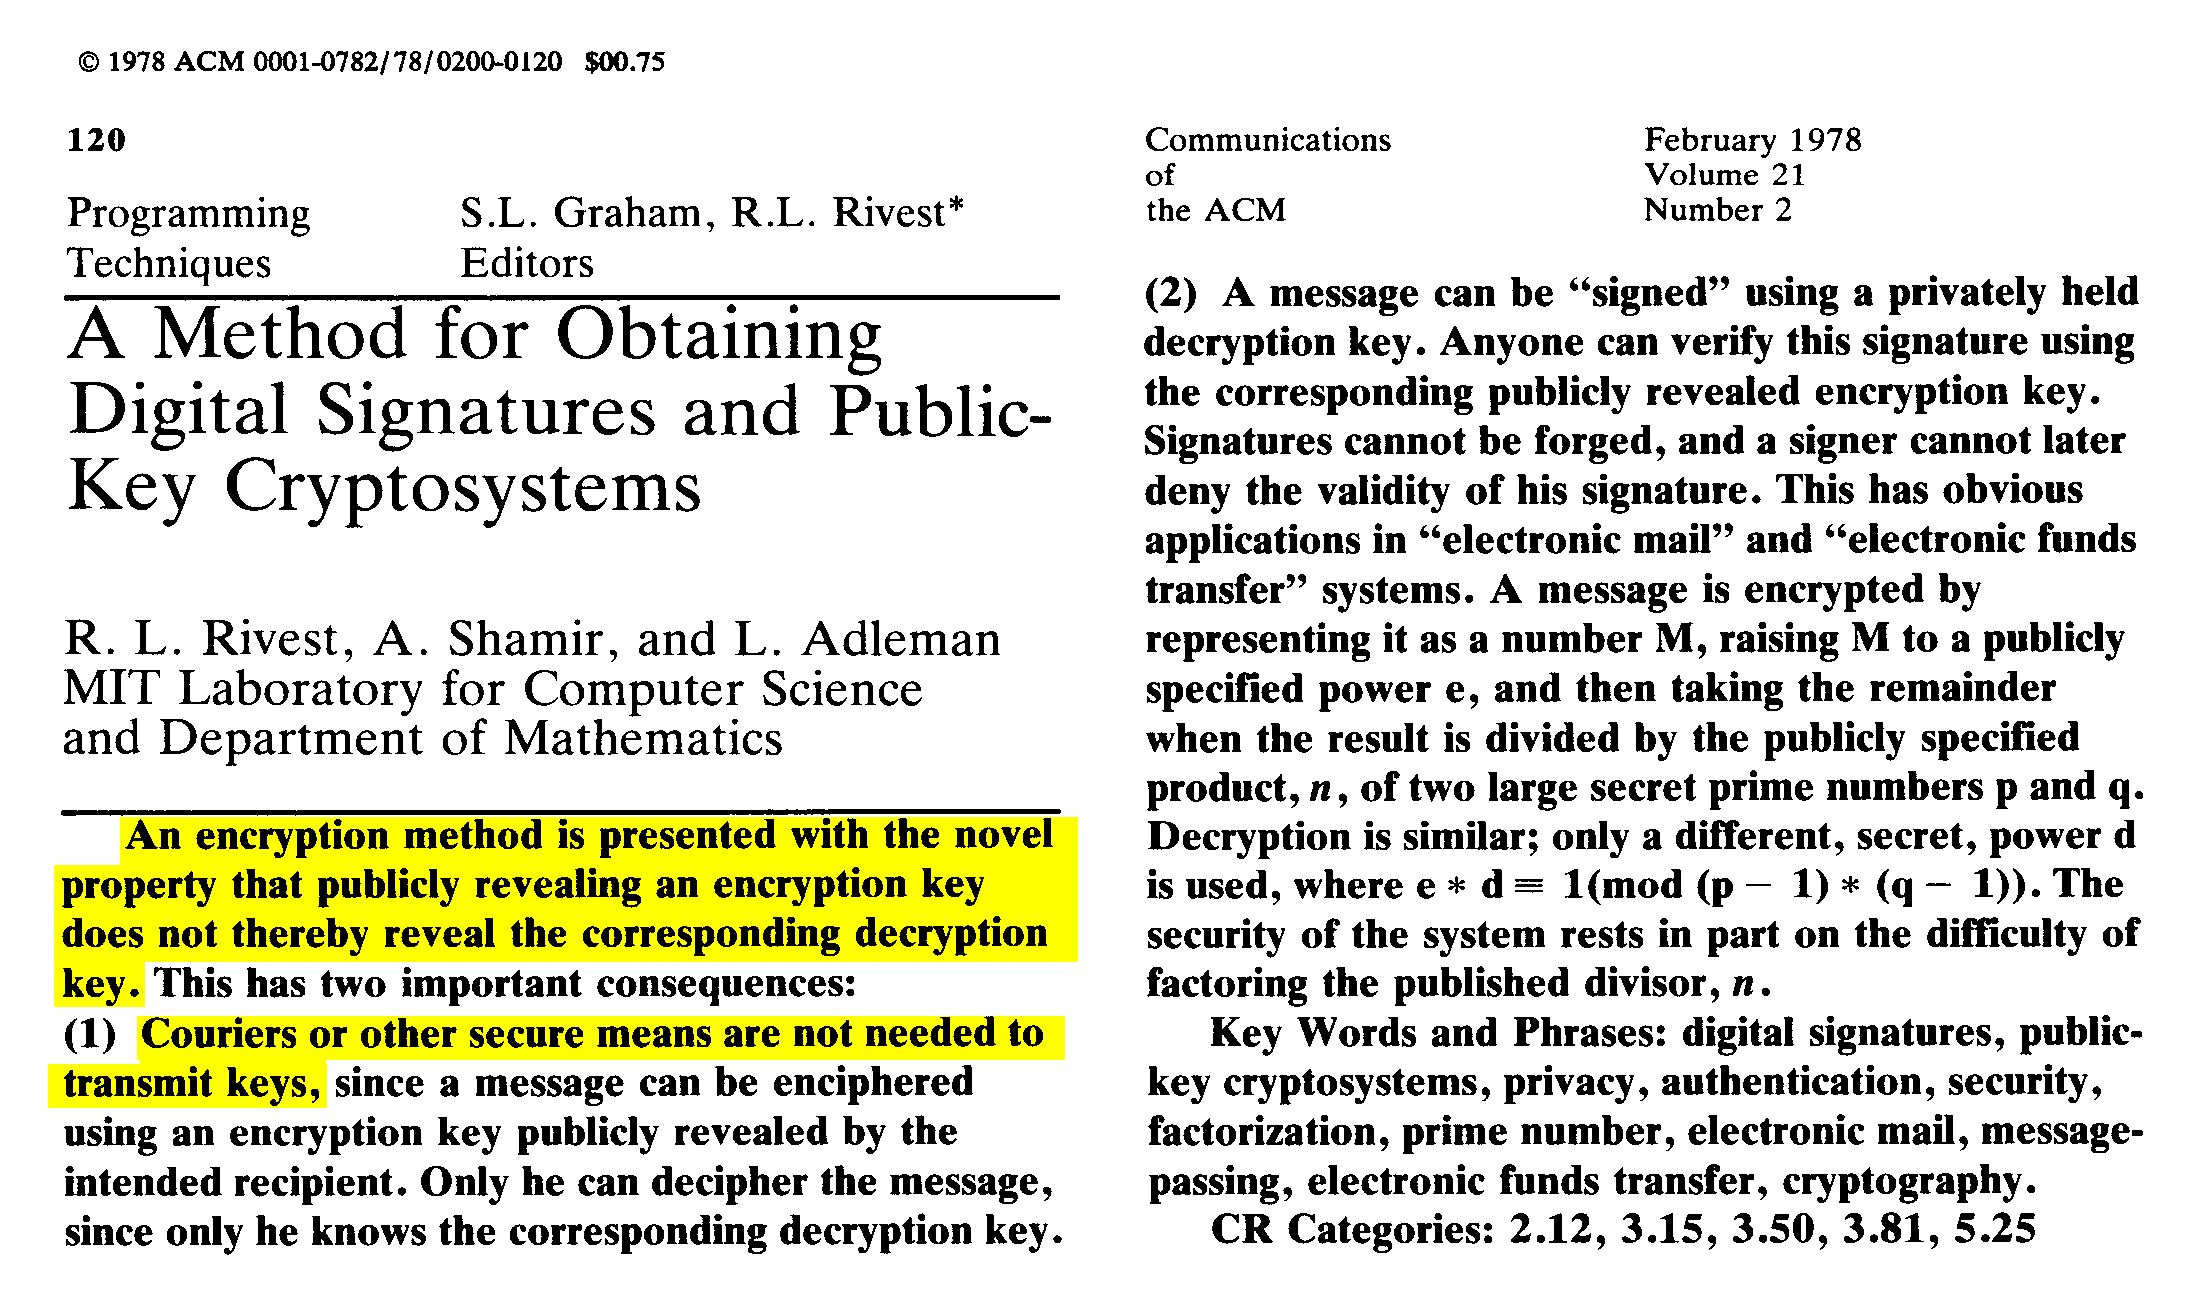 © 1978 ACM 0001-0782/78/0200-0120 $00.75
120
Programming
Techniques
S.L. Graham, R.L. Rivest*
Editors
A Method for Obtaining
Digital Signatures and Public-
Key Cryptosystems
R. L. Rivest, A. Shamir, and L. Adleman
MIT Laboratory for Computer Science
and Department of Mathematics
An encryption method is presented with the novel
property that publicly revealing an encryption key
does not thereby reveal the corresponding decryption
key. This has two important consequences:
(1) Couriers or other secure means are not needed to
transmit keys, since a message can be enciphered
using an encryption key publicly revealed by the
intended recipient. Only he can decipher the message,
since only he knows the corresponding decryption key.
Communications
of
the ACM
February 1978
Volume 21
Number 2
(2) A message can be “signed” using a privately held
decryption key. Anyone can verify this signature using
the corresponding publicly revealed encryption key.
Signatures cannot be forged, and a signer cannot later
deny the validity of his signature. This has obvious
applications in “electronic mail” and “electronic funds
transfer” systems. A message is encrypted by
representing it as a number M, raising M to a publicly
specified power e, and then taking the remainder
when the result is divided by the publicly specified
product, n, of two large secret prime numbers p and q.
Decryption is similar; only a different, secret, power d
is used, where e * d ≡ 1(mod (p − 1) * (q − 1)). The
security of the system rests in part on the difficulty of
factoring the published divisor, n.
Key Words and Phrases: digital signatures, public-
key cryptosystems, privacy, authentication, security,
factorization, prime number, electronic mail, message-
passing, electronic funds transfer, cryptography.
CR Categories: 2.12, 3.15, 3.50, 3.81, 5.25